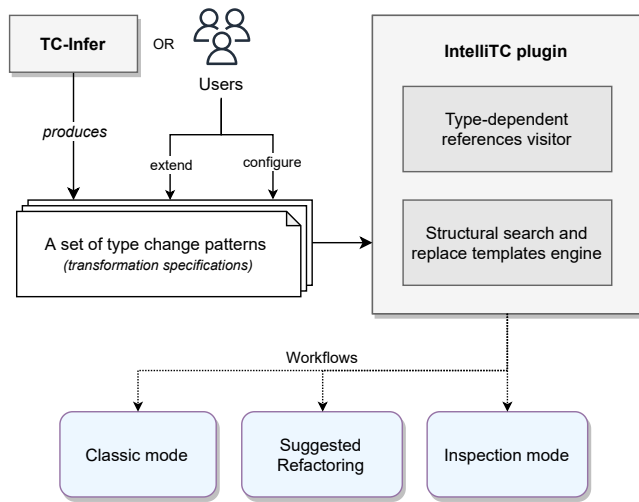 TC-Infer
OR
Users
produces
extend
configure
A set of type change patterns
(transformation specifications)
IntelliTC plugin
Type-dependent
references visitor
Structural search and
replace templates engine
Workflows
Classic mode
Suggested
Refactoring
Inspection mode